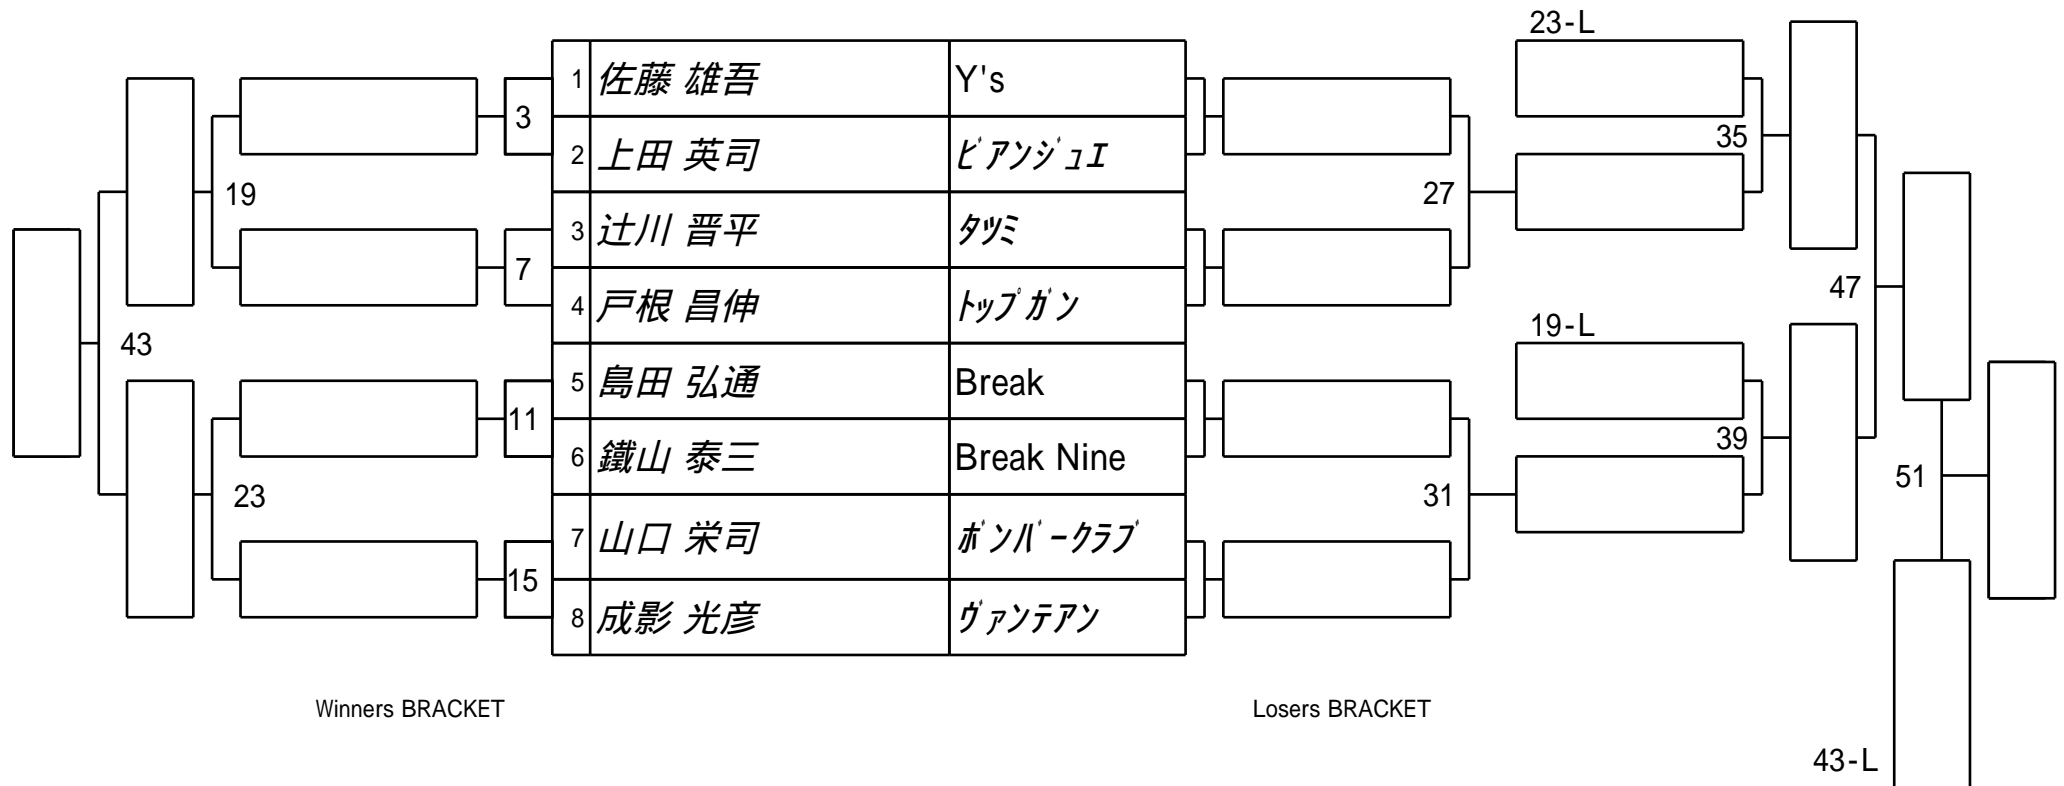 23-L
1 佐藤 雄吾 Y's
3
2 上田 英司 ﾋﾞｱﾝｼﾞｭｴ
35
19
27
3 辻川 晋平 ﾀﾂﾐ
7
4 戸根 昌伸 ﾄｯﾌﾟｶﾞﾝ
47
19-L
43
5 島田 弘通 Break
11
39
6 鐵山 泰三 Break Nine
51
23
31
7 山口 栄司 ﾎﾞﾝﾊﾞｰｸﾗﾌﾞ
15
8 成影 光彦 ｳﾞｧﾝﾃｱﾝ
Winners BRACKET
Losers BRACKET
43-L